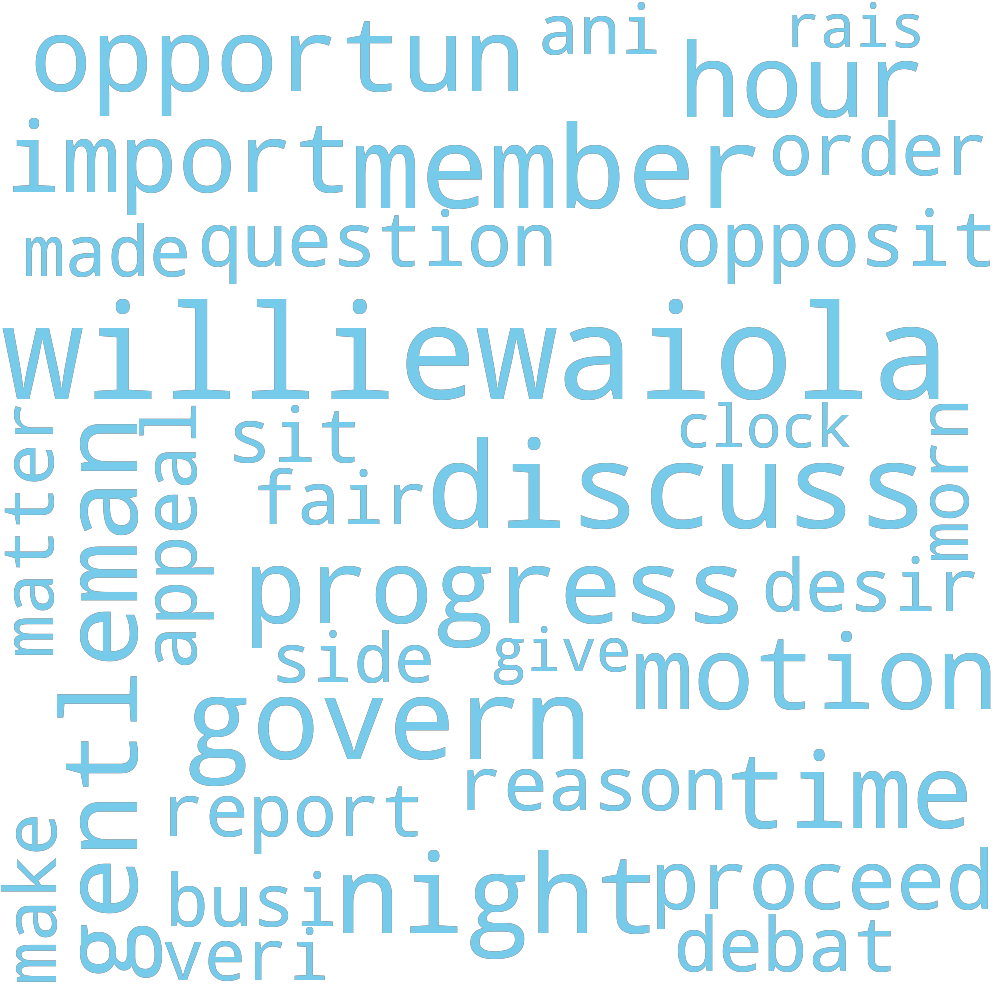 opportun ani rais
hour
import member order
made question opposit
williewaiola
matter gentleman appeal sit clock morn
fair discuss
progress desir
side give motion
govern
reason time
report
make busi night proceed
veri debat